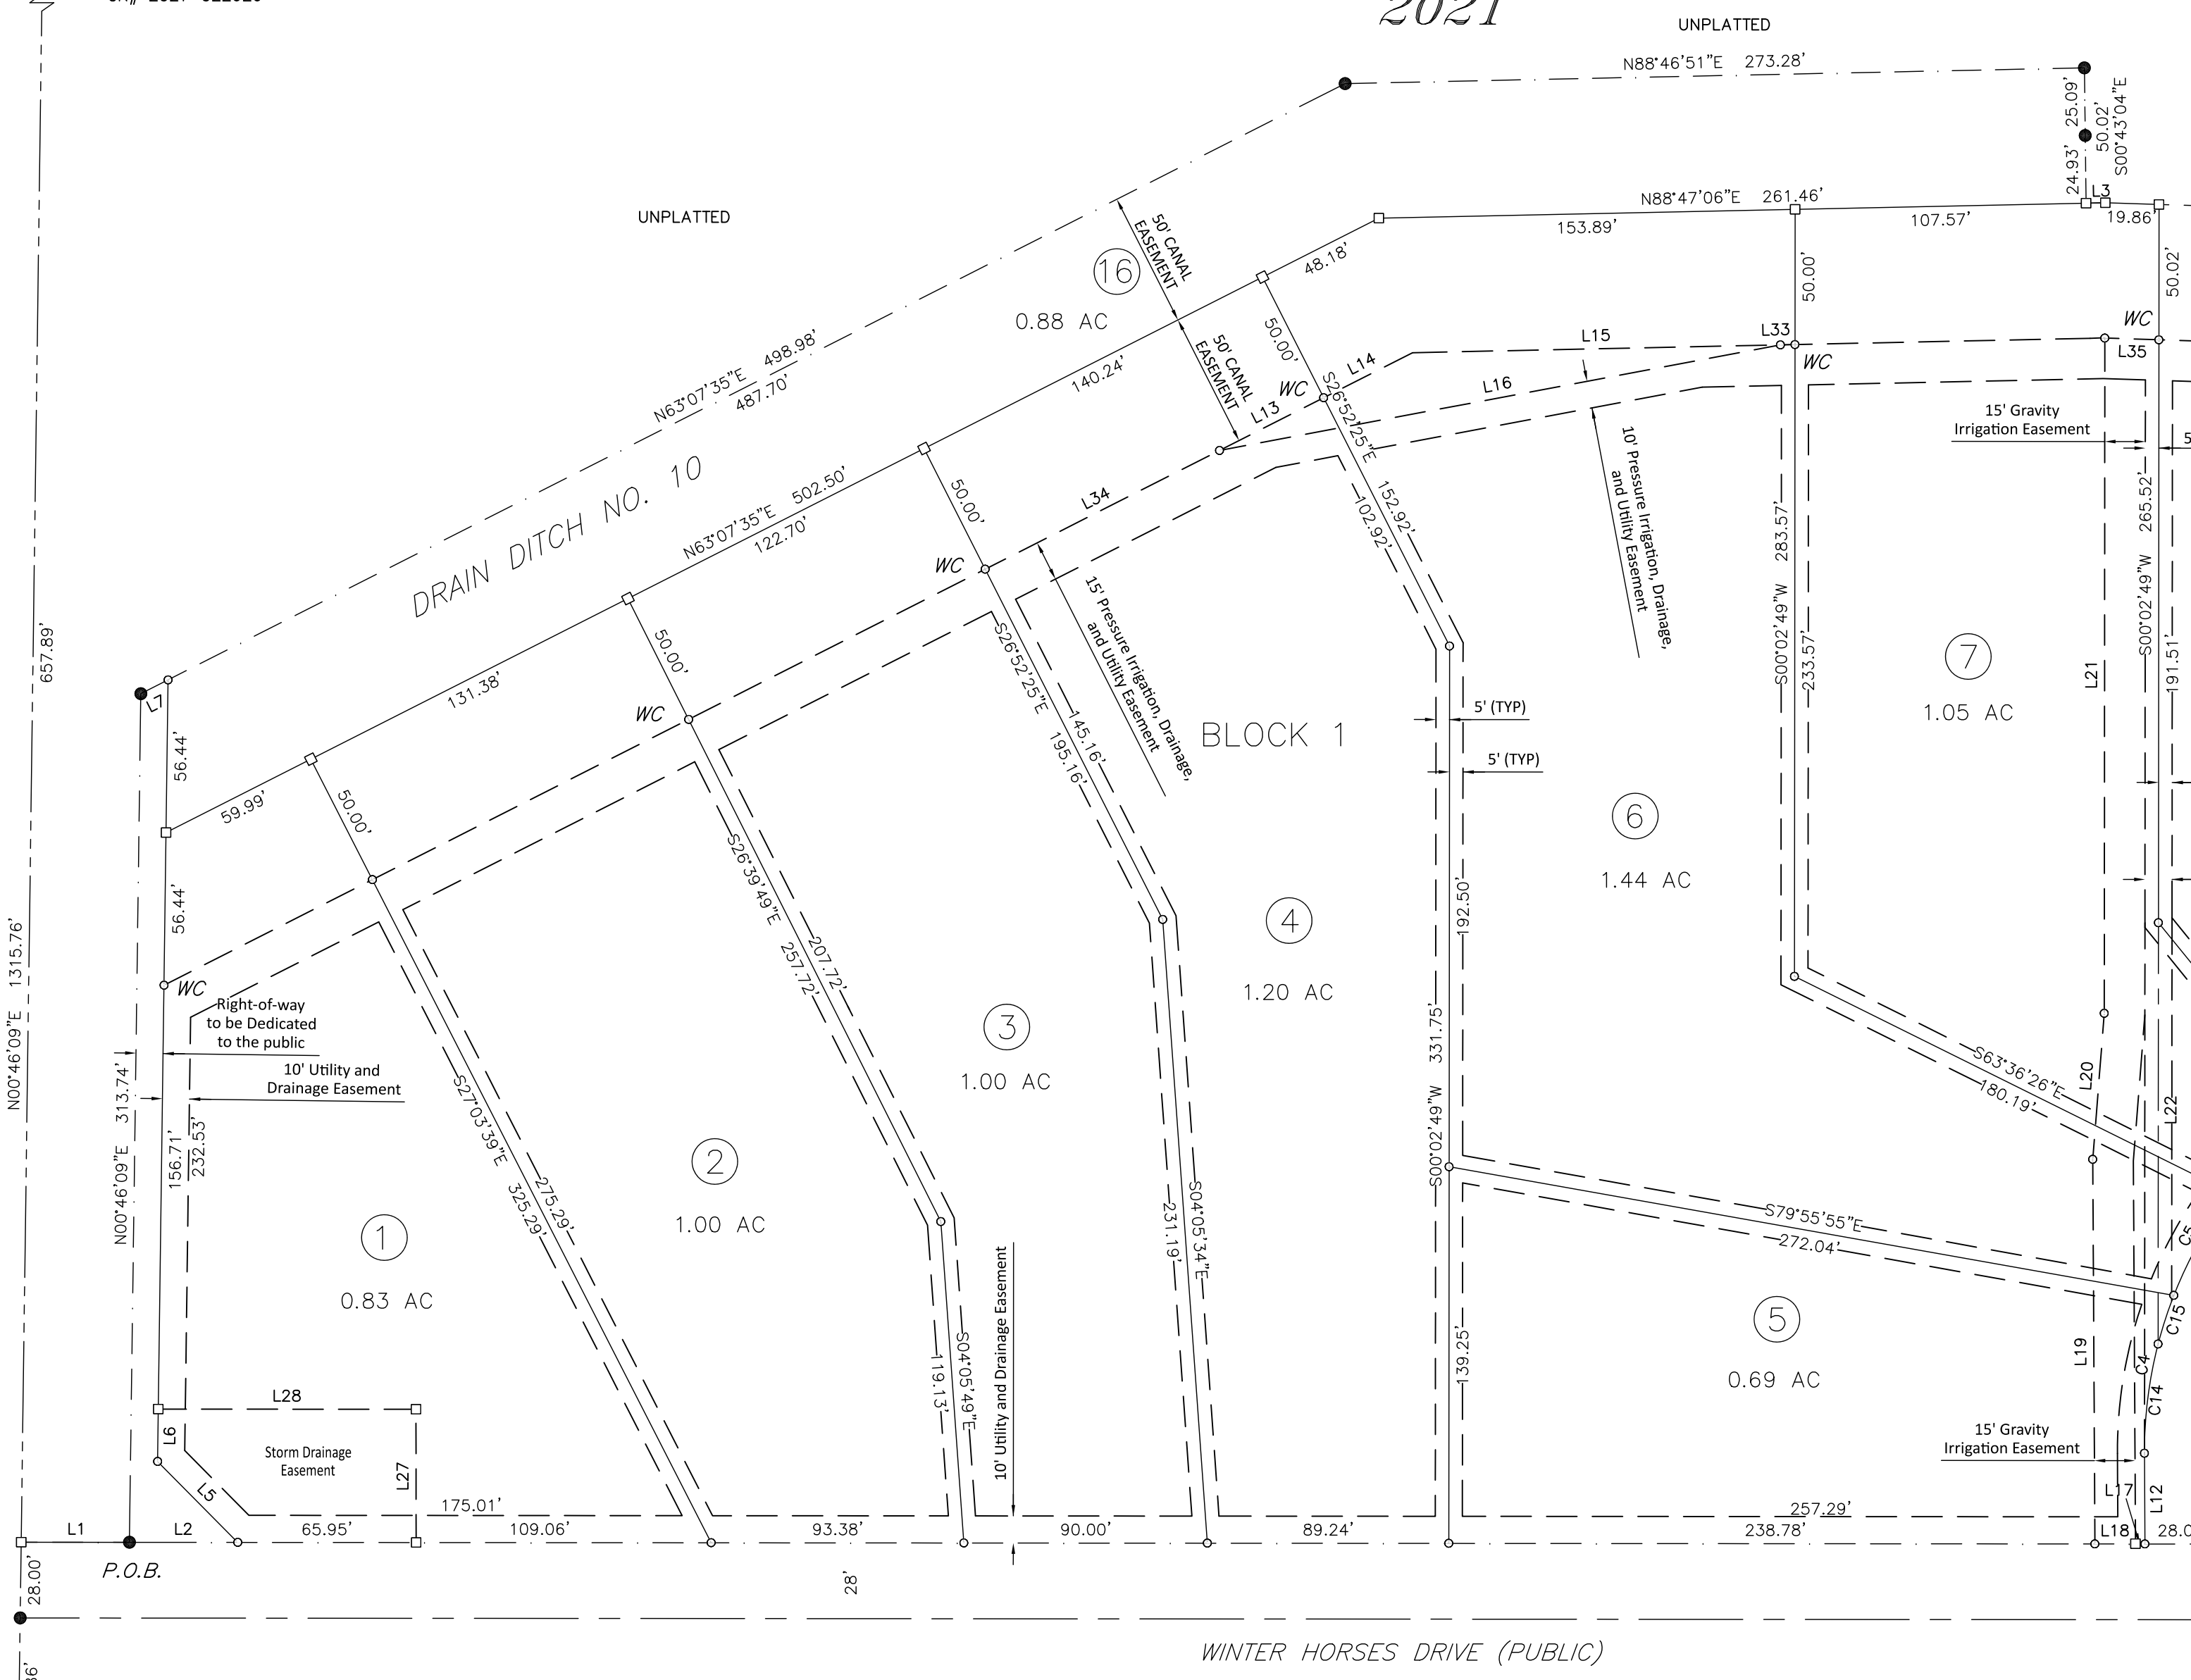 2021
UNPLATTED
N88°46'51"E 273.28'
25.09'
50.02'
S00°43'04"E
24.93'
L3
UNPLATTED
50' CANAL
EASEMENT
16
0.88 AC
48.18'
N88°47'06"E 261.46'
153.89'
107.57'
19.86'
50.02'
50.00'
50.00'
N63°07'35"E 498.98'
487.70'
140.24'
50' CANAL
EASEMENT
WC
L14
L13
L15
L16
L33
WC
WC
L35
DRAIN DITCH NO. 10
N63°07'35"E 502.50'
122.70'
50.00'
WC
L34
S26°52'25"E
152.92'
102.92'
10' Pressure Irrigation, Drainage,
and Utility Easement
15' Gravity
Irrigation Easement
S00°02'49"W 283.57'
233.57'
S00°02'49"W 265.52'
191.51'
L21
657.89'
L7
56.44'
131.38'
50.00'
WC
S26°52'25"E
195.16'
145.16'
15' Pressure Irrigation, Drainage,
and Utility Easement
BLOCK 1
5' (TYP)
5' (TYP)
7
1.05 AC
59.99'
50.00'
56.44'
6
1.44 AC
WC
Right-of-way
to be Dedicated
to the public
10' Utility and
Drainage Easement
N00°46'09"E 1315.76'
N00°46'09"E 313.74'
156.71'
232.53'
S27°03'39"E 325.29'
275.29'
S26°39'49"E 257.72'
207.72'
3
1.00 AC
4
1.20 AC
192.50'
S00°02'49"W 331.75'
S63°36'26"E
180.19'
L20
L22
2
1.00 AC
1
0.83 AC
S04°05'34"E
231.19'
S79°55'55"E
272.04'
C5
C15
5
0.69 AC
10' Utility and Drainage Easement
S04°05'49"E
119.13'
139.25'
L19
C4
C14
L28
L6
Storm Drainage
Easement
L27
L5
15' Gravity
Irrigation Easement
L17
L12
175.01'
257.29'
L1
L2
65.95'
109.06'
93.38'
90.00'
89.24'
238.78'
L18
P.O.B.
28.00'
28'
WINTER HORSES DRIVE (PUBLIC)